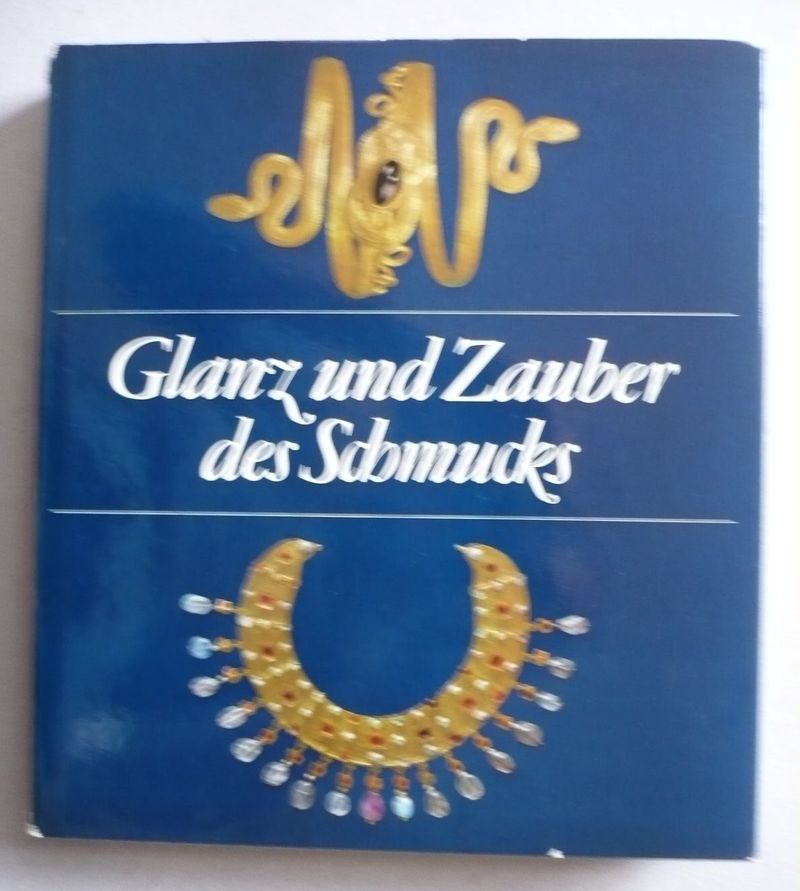 Glanz und Zauber
des Schmucks